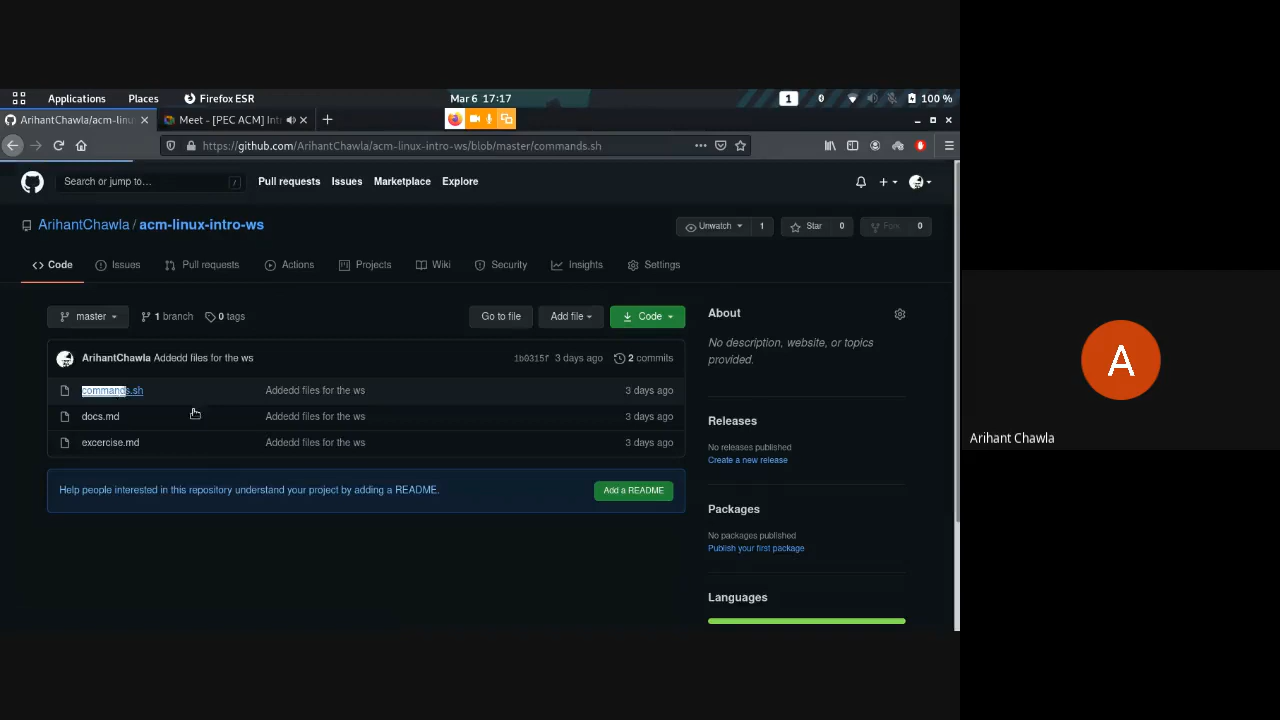 Applications Places Firefox ESR Mar 6 17:17 1 0 100 %
ArihantChawla/acm-linu Meet - [PEC ACM] Int
https://github.com/ArihantChawla/acm-linux-intro-ws/blob/master/commands.sh
Search or jump to… / Pull requests Issues Marketplace Explore
ArihantChawla / acm-linux-intro-ws Unwatch 1 Star 0 Fork 0
Code Issues Pull requests Actions Projects Wiki Security Insights Settings
master 1 branch 0 tags Go to file Add file Code
ArihantChawla Addedd files for the ws 1b0315f 3 days ago 2 commits
commands.sh Addedd files for the ws 3 days ago
docs.md Addedd files for the ws 3 days ago
excercise.md Addedd files for the ws 3 days ago
Help people interested in this repository understand your project by adding a README. Add a README
About
No description, website, or topics
provided.
Releases
No releases published
Create a new release
Packages
No packages published
Publish your first package
Languages
A
Arihant Chawla